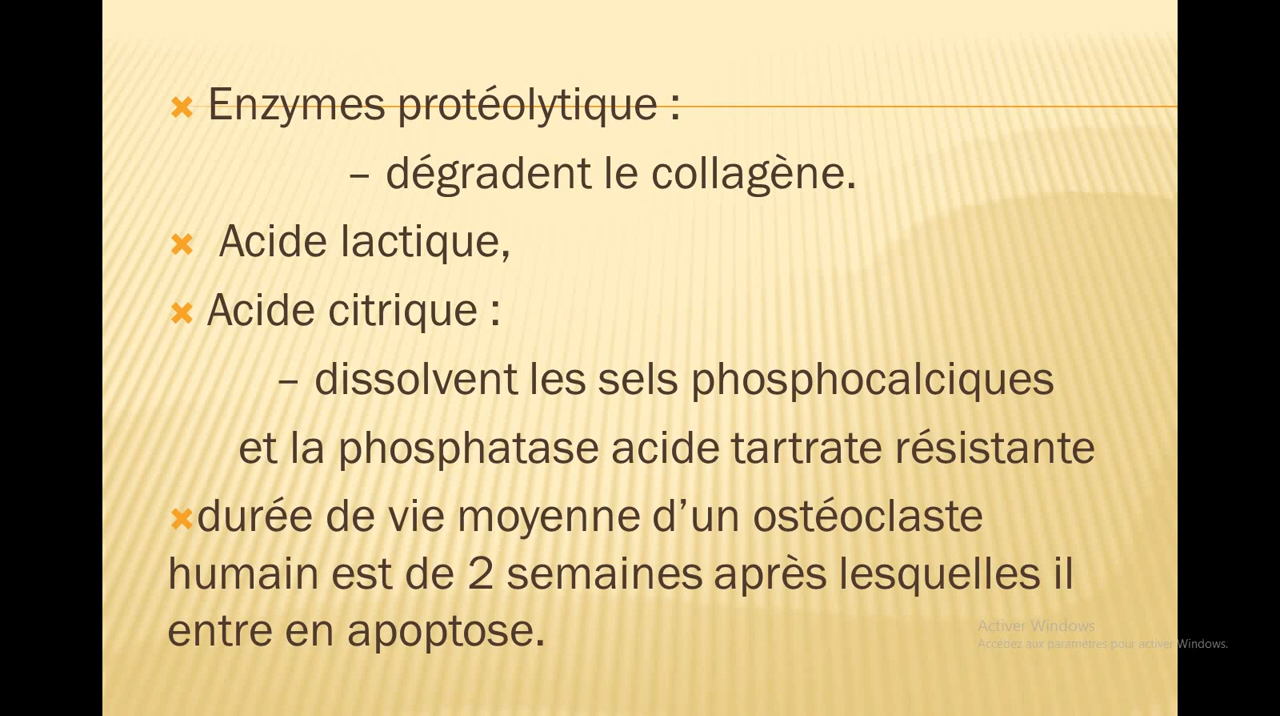 Enzymes protéolytique :
– dégradent le collagène.
Acide lactique,
Acide citrique :
– dissolvent les sels phosphocalciques
et la phosphatase acide tartrate résistante
durée de vie moyenne d’un ostéoclaste
humain est de 2 semaines après lesquelles il
entre en apoptose.
Activer Windows
Accédez aux paramètres pour activer Windows.